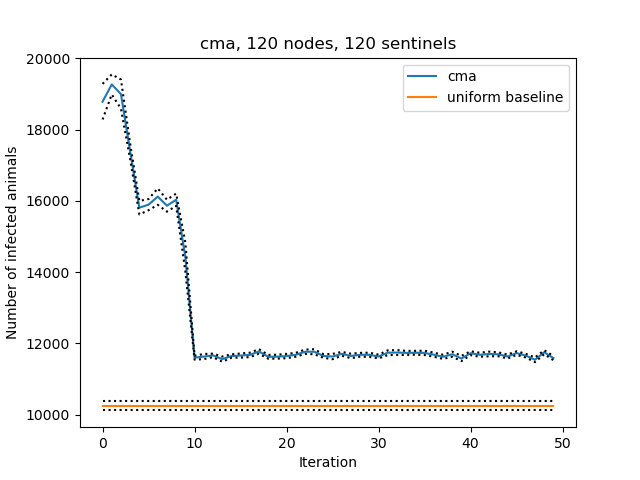 cma, 120 nodes, 120 sentinels
cma
uniform baseline
Number of infected animals
20000
18000
16000
14000
12000
10000
0 10 20 30 40 50
Iteration